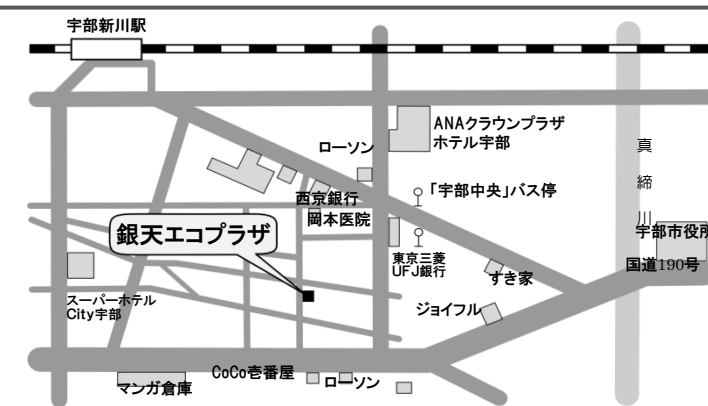 宇部新川駅
ANAクラウンプラザ
ホテル宇部
ローソン
真
締
川
西京銀行
「宇部中央」バス停
岡本医院
銀天エコプラザ
宇部市役所
東京三菱
UFJ銀行
すき家
国道190号
スーパーホテル
City宇部
ジョイフル
CoCo壱番屋
ローソン
マンガ倉庫